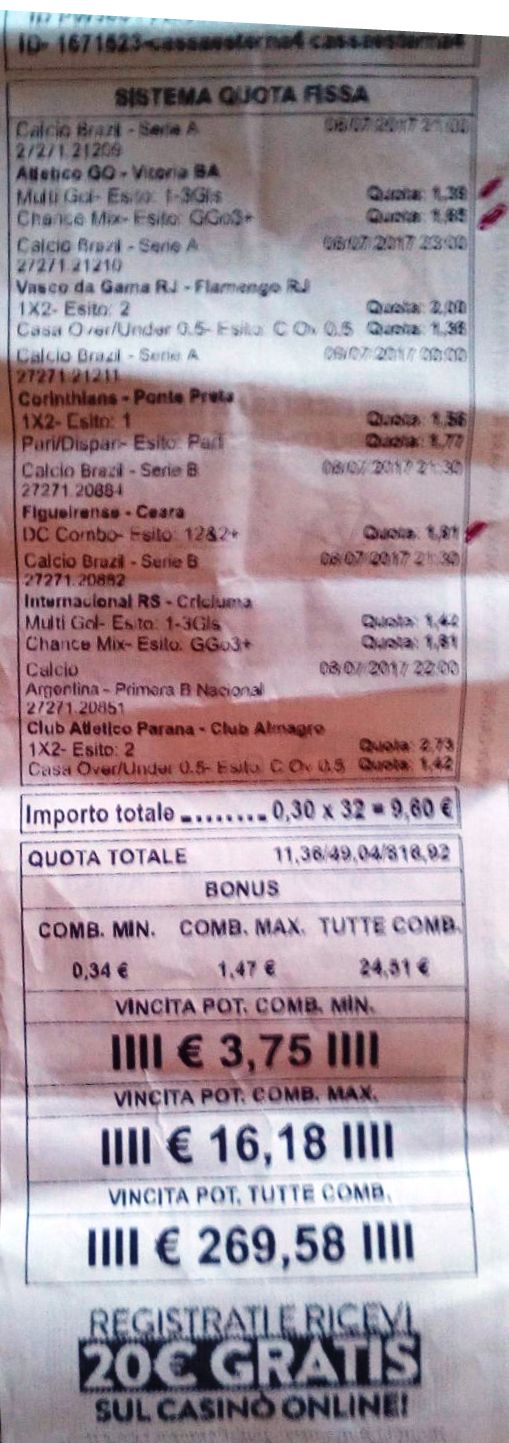 ID- 1671523-cassaesterna4 cassaesterna4
SISTEMA QUOTA FISSA
Calcio Brazil - Serie A 21:00
Atletico GO - Vitoria BA
Multi Gol- Esito: 1-3Gls Quota:
Chance Mix- Esito: GGo3+ Quota:
Calcio Brazil - Serie A 08/07/2017 23:00
27271.21210
Vasco da Gama RJ - Flamengo RJ
1X2- Esito: 2 Quota: 2,00
Casa Over/Under 0.5- Esito: C Ov 0.5 Quota:
Calcio Brazil - Serie A 00:00
27271.21211
Corinthians - Ponte Preta
1X2- Esito: 1 Quota:
Pari/Dispari- Esito: Pari Quota: 1,77
Calcio Brazil - Serie B 08/07/2017 21:30
27271.20884
Figueirense - Ceara
DC Combo- Esito: 12&2+ Quota:
Calcio Brazil - Serie B 08/07/2017 21:30
27271.20882
Internacional RS - Criciuma
Multi Gol- Esito: 1-3Gls Quota: 1,42
Chance Mix- Esito: GGo3+ Quota: 1,81
Calcio 08/07/2017 22:00
Argentina - Primera B Nacional
27271.20851
Club Atletico Parana - Club Almagro
1X2- Esito: 2 Quota: 2,73
Casa Over/Under 0.5- Esito: C Ov 0.5 Quota: 1,42
Importo totale ......... 0,30 x 32 = 9,60 €
QUOTA TOTALE 11,36/49,04/816,92
BONUS
COMB. MIN. COMB. MAX. TUTTE COMB.
0,34 € 1,47 € 24,51 €
VINCITA POT. COMB. MIN.
IIII € 3,75 IIII
VINCITA POT. COMB. MAX.
IIII € 16,18 IIII
VINCITA POT. TUTTE COMB.
IIII € 269,58 IIII
REGISTRATI E RICEVI
20€ GRATIS
SUL CASINÒ ONLINE!